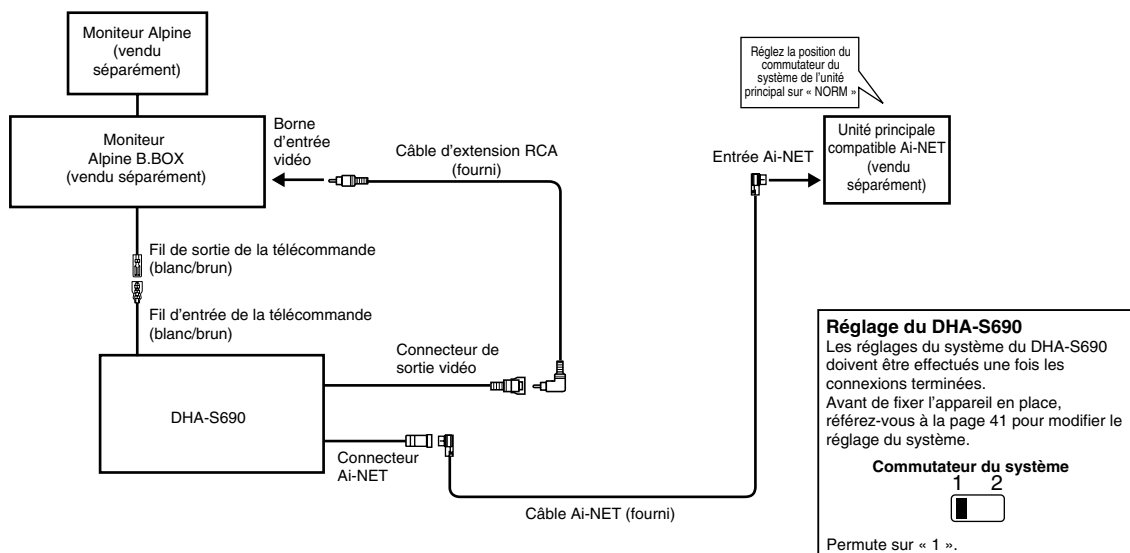 Moniteur Alpine
(vendu
séparément)
Moniteur
Alpine B.BOX
(vendu séparément)
Borne
d'entrée
vidéo
Câble d'extension RCA
(fourni)
Entrée Ai-NET
Réglez la position du
commutateur du
système de l'unité
principal sur « NORM »
Unité principale
compatible Ai-NET
(vendu
séparément)
Fil de sortie de la télécommande
(blanc/brun)
Fil d'entrée de la télécommande
(blanc/brun)
Connecteur de
sortie vidéo
DHA-S690
Connecteur
Ai-NET
Câble Ai-NET (fourni)
Réglage du DHA-S690
Les réglages du système du DHA-S690
doivent être effectués une fois les
connexions terminées.
Avant de fixer l'appareil en place,
référez-vous à la page 41 pour modifier le
réglage du système.
Commutateur du système
1 2
Permute sur « 1 ».